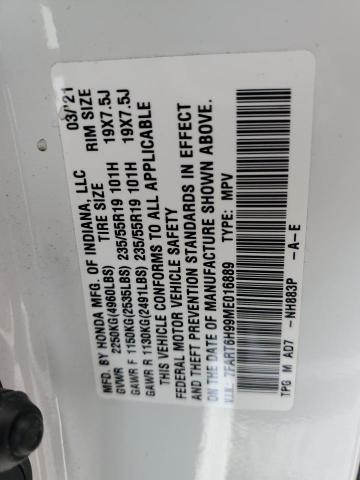 MFD. BY HONDA MFG. OF INDIANA, LLC 03/21
TIRE SIZE RIM SIZE
GVWR 2250KG(4960LBS)
GAWR F 1150KG(2535LBS) 235/55R19 101H 19X7.5J
GAWR R 1130KG(2491LBS) 235/55R19 101H 19X7.5J
THIS VEHICLE CONFORMS TO ALL APPLICABLE
FEDERAL MOTOR VEHICLE SAFETY
AND THEFT PREVENTION STANDARDS IN EFFECT
ON THE DATE OF MANUFACTURE SHOWN ABOVE.
V.I.N.: 7FART6H99ME016889 TYPE: MPV
TPG M AD7 -NH883P -A-E